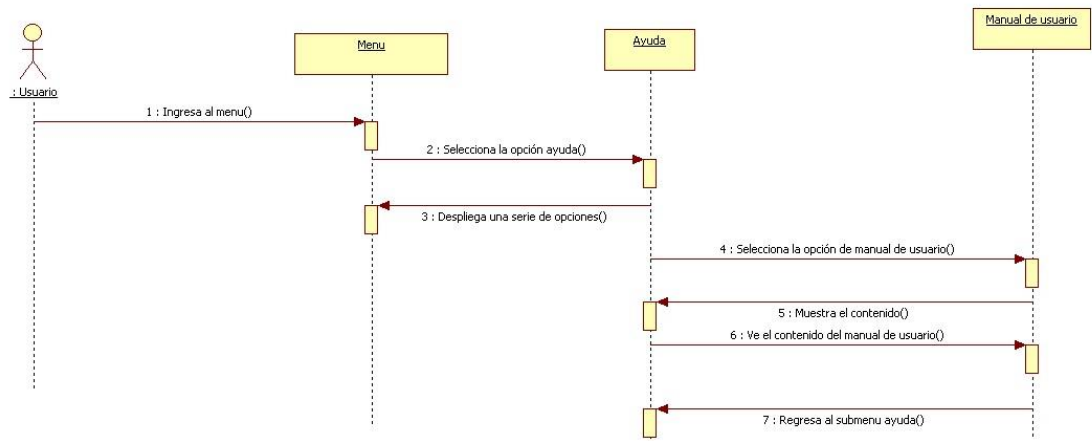 Menu
Ayuda
Manual de usuario
: Usuario
1 : Ingresa al menu()
2 : Selecciona la opción ayuda()
3 : Despliega una serie de opciones()
4 : Selecciona la opción de manual de usuario()
5 : Muestra el contenido()
6 : Ve el contenido del manual de usuario()
7 : Regresa al submenu ayuda()